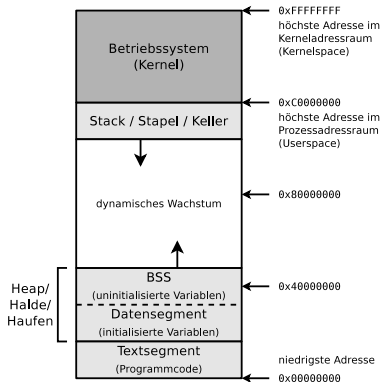 0xFFFFFFFF
höchste Adresse im
Kerneladressraum
(Kernelspace)
Betriebssystem
(Kernel)
0xC0000000
höchste Adresse im
Prozessadressraum
(Userspace)
Stack / Stapel / Keller
dynamisches Wachstum
0x80000000
Heap/
Halde/
Haufen
BSS
(uninitialisierte Variablen)
0x40000000
Datensegment
(initialisierte Variablen)
Textsegment
(Programmcode)
niedrigste Adresse
0x00000000